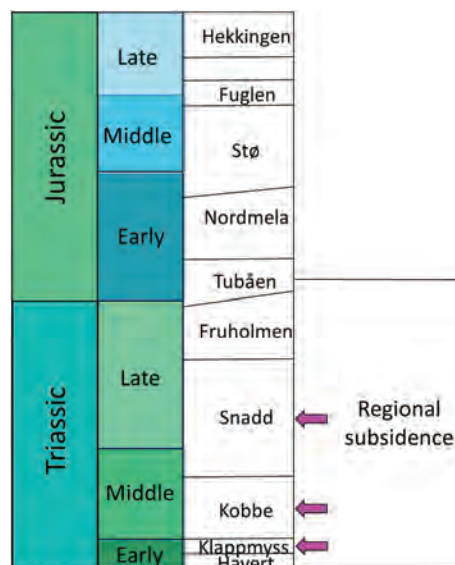 Jurassic
Late
Middle
Early
Hekkingen
Fuglen
Stø
Nordmela
Tubåen
Triassic
Late
Middle
Early
Fruholmen
Snadd
Kobbe
Klappmyss
Havert
Regional
subsidence